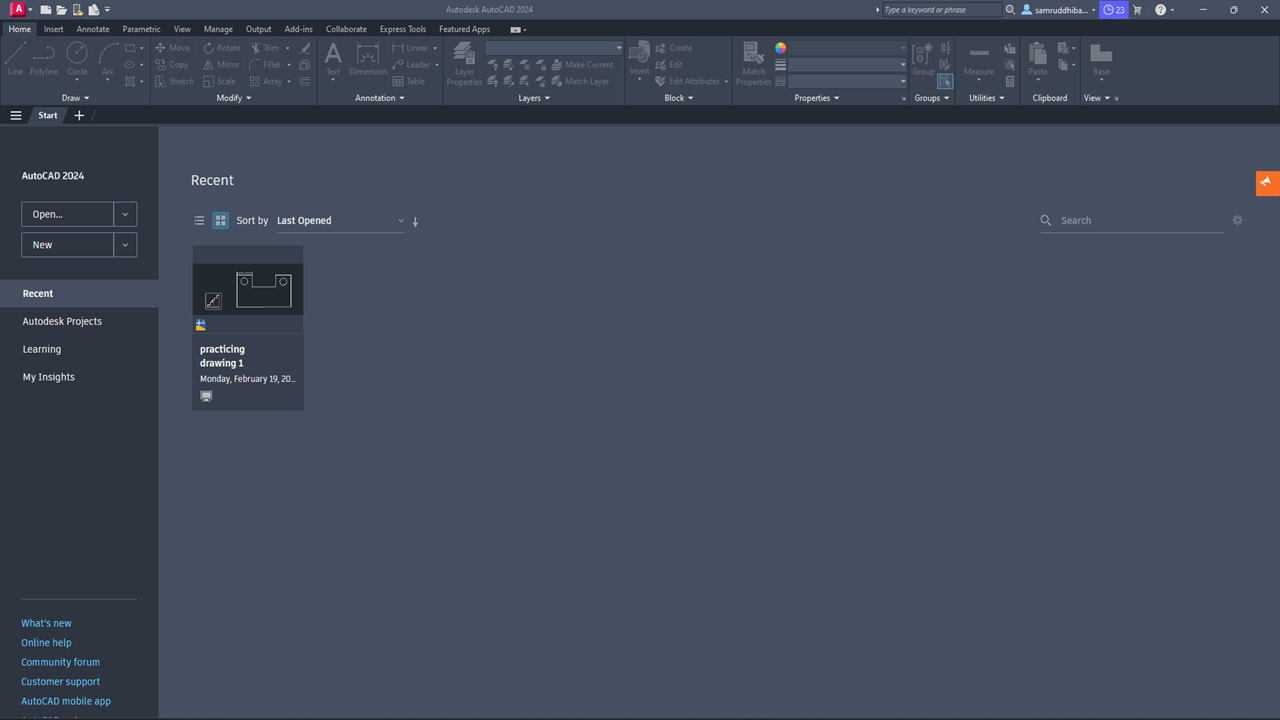 Autodesk AutoCAD 2024
Type a keyword or phrase
samruddhiba...
23
Home Insert Annotate Parametric View Manage Output Add-ins Collaborate Express Tools Featured Apps
Line Polyline Circle Arc
Move Rotate Trim
Copy Mirror Fillet
Stretch Scale Array
Text Dimension
Linear
Leader
Table
Layer Properties
Make Current
Match Layer
Insert
Create
Edit
Edit Attributes
Match Properties
Group
Measure
Paste
Base
Draw Modify Annotation Layers Block Properties Groups Utilities Clipboard View
Start
AutoCAD 2024
Open...
New
Recent
Autodesk Projects
Learning
My Insights
What's new
Online help
Community forum
Customer support
AutoCAD mobile app
Recent
Sort by Last Opened
Search
practicing
drawing 1
Monday, February 19, 20...